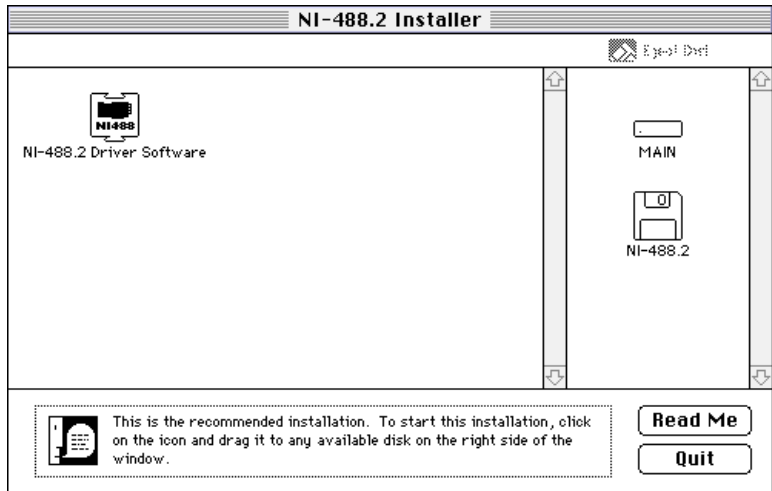 NI-488.2 Installer
Eject Disk
NI488
NI-488.2 Driver Software
MAIN
NI-488.2
This is the recommended installation. To start this installation, click
on the icon and drag it to any available disk on the right side of the
window.
Read Me
Quit